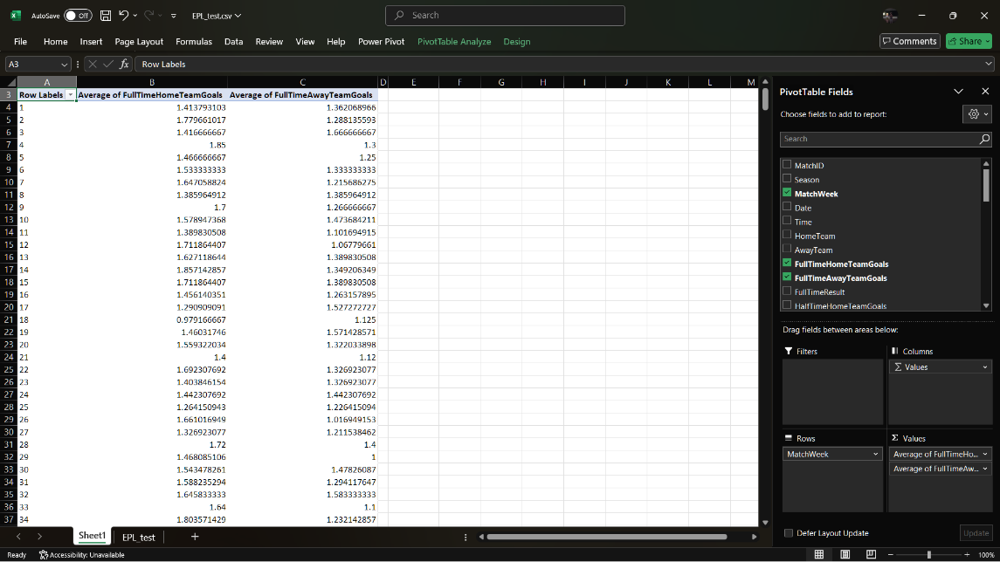 AutoSave Off EPL_test.csv Search
File Home Insert Page Layout Formulas Data Review View Help Power Pivot PivotTable Analyze Design Comments Share
A3 fx Row Labels
A B C D E F G H I J K L M
3 Row Labels Average of FullTimeHomeTeamGoals Average of FullTimeAwayTeamGoals
4 1 1.413793103 1.362068966
5 2 1.779661017 1.288135593
6 3 1.416666667 1.666666667
7 4 1.85 1.3
8 5 1.466666667 1.25
9 6 1.533333333 1.333333333
10 7 1.647058824 1.215686275
11 8 1.385964912 1.385964912
12 9 1.7 1.266666667
13 10 1.578947368 1.473684211
14 11 1.389830508 1.101694915
15 12 1.711864407 1.06779661
16 13 1.627118644 1.389830508
17 14 1.857142857 1.349206349
18 15 1.711864407 1.389830508
19 16 1.456140351 1.263157895
20 17 1.290909091 1.527272727
21 18 0.979166667 1.125
22 19 1.46031746 1.571428571
23 20 1.559322034 1.322033898
24 21 1.4 1.12
25 22 1.692307692 1.326923077
26 23 1.403846154 1.326923077
27 24 1.442307692 1.442307692
28 25 1.264150943 1.226415094
29 26 1.661016949 1.016949153
30 27 1.326923077 1.211538462
31 28 1.72 1.4
32 29 1.468085106 1
33 30 1.543478261 1.47826087
34 31 1.588235294 1.294117647
35 32 1.645833333 1.583333333
36 33 1.64 1.1
37 34 1.803571429 1.232142857
PivotTable Fields
Choose fields to add to report:
Search
MatchID
Season
MatchWeek
Date
Time
HomeTeam
AwayTeam
FullTimeHomeTeamGoals
FullTimeAwayTeamGoals
FullTimeResult
HalfTimeHomeTeamGoals
Drag fields between areas below:
Filters Columns
Σ Values
Rows Σ Values
MatchWeek Average of FullTimeHo...
Average of FullTimeAw...
Defer Layout Update Update
Sheet1 EPL_test +
Ready Accessibility: Unavailable 100%